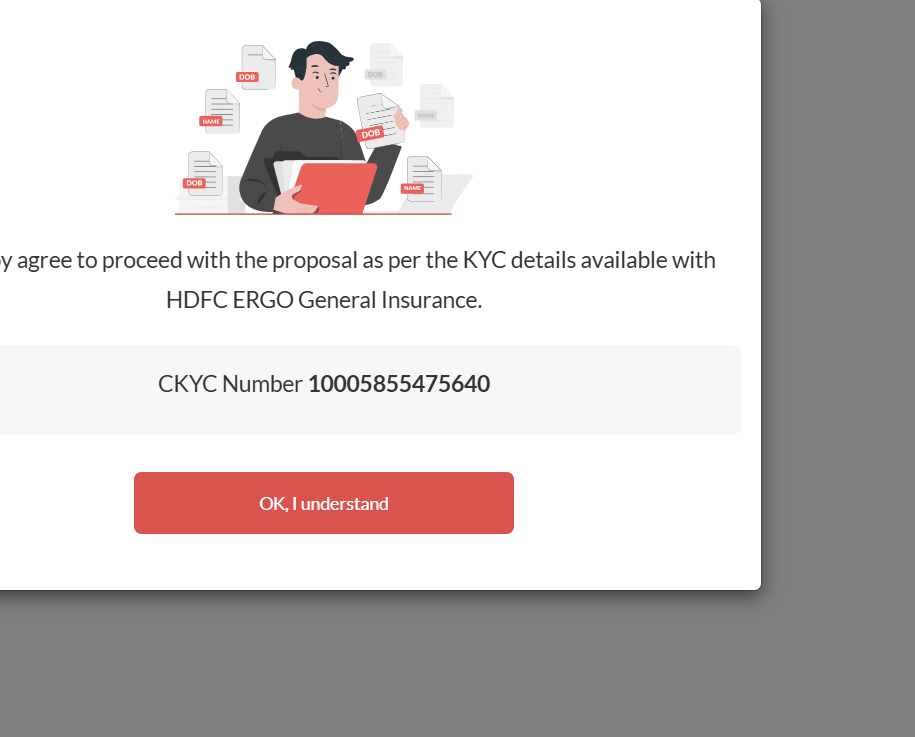 DOB
DOB
NAME
DOB
NAME
DOB
DOB
NAME
agree to proceed with the proposal as per the KYC details available with
HDFC ERGO General Insurance.
CKYC Number 10005855475640
OK, I understand